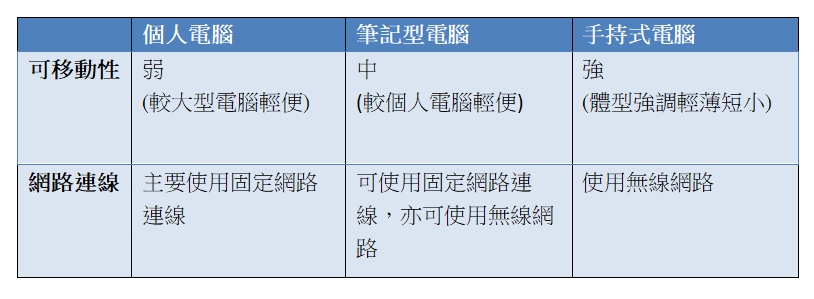 個人電腦 筆記型電腦 手持式電腦
可移動性 弱 中 強
(較大型電腦輕便) (較個人電腦輕便) (體型強調輕薄短小)
網路連線 主要使用固定網路 可使用固定網路連 使用無線網路
連線 線，亦可使用無線網
路